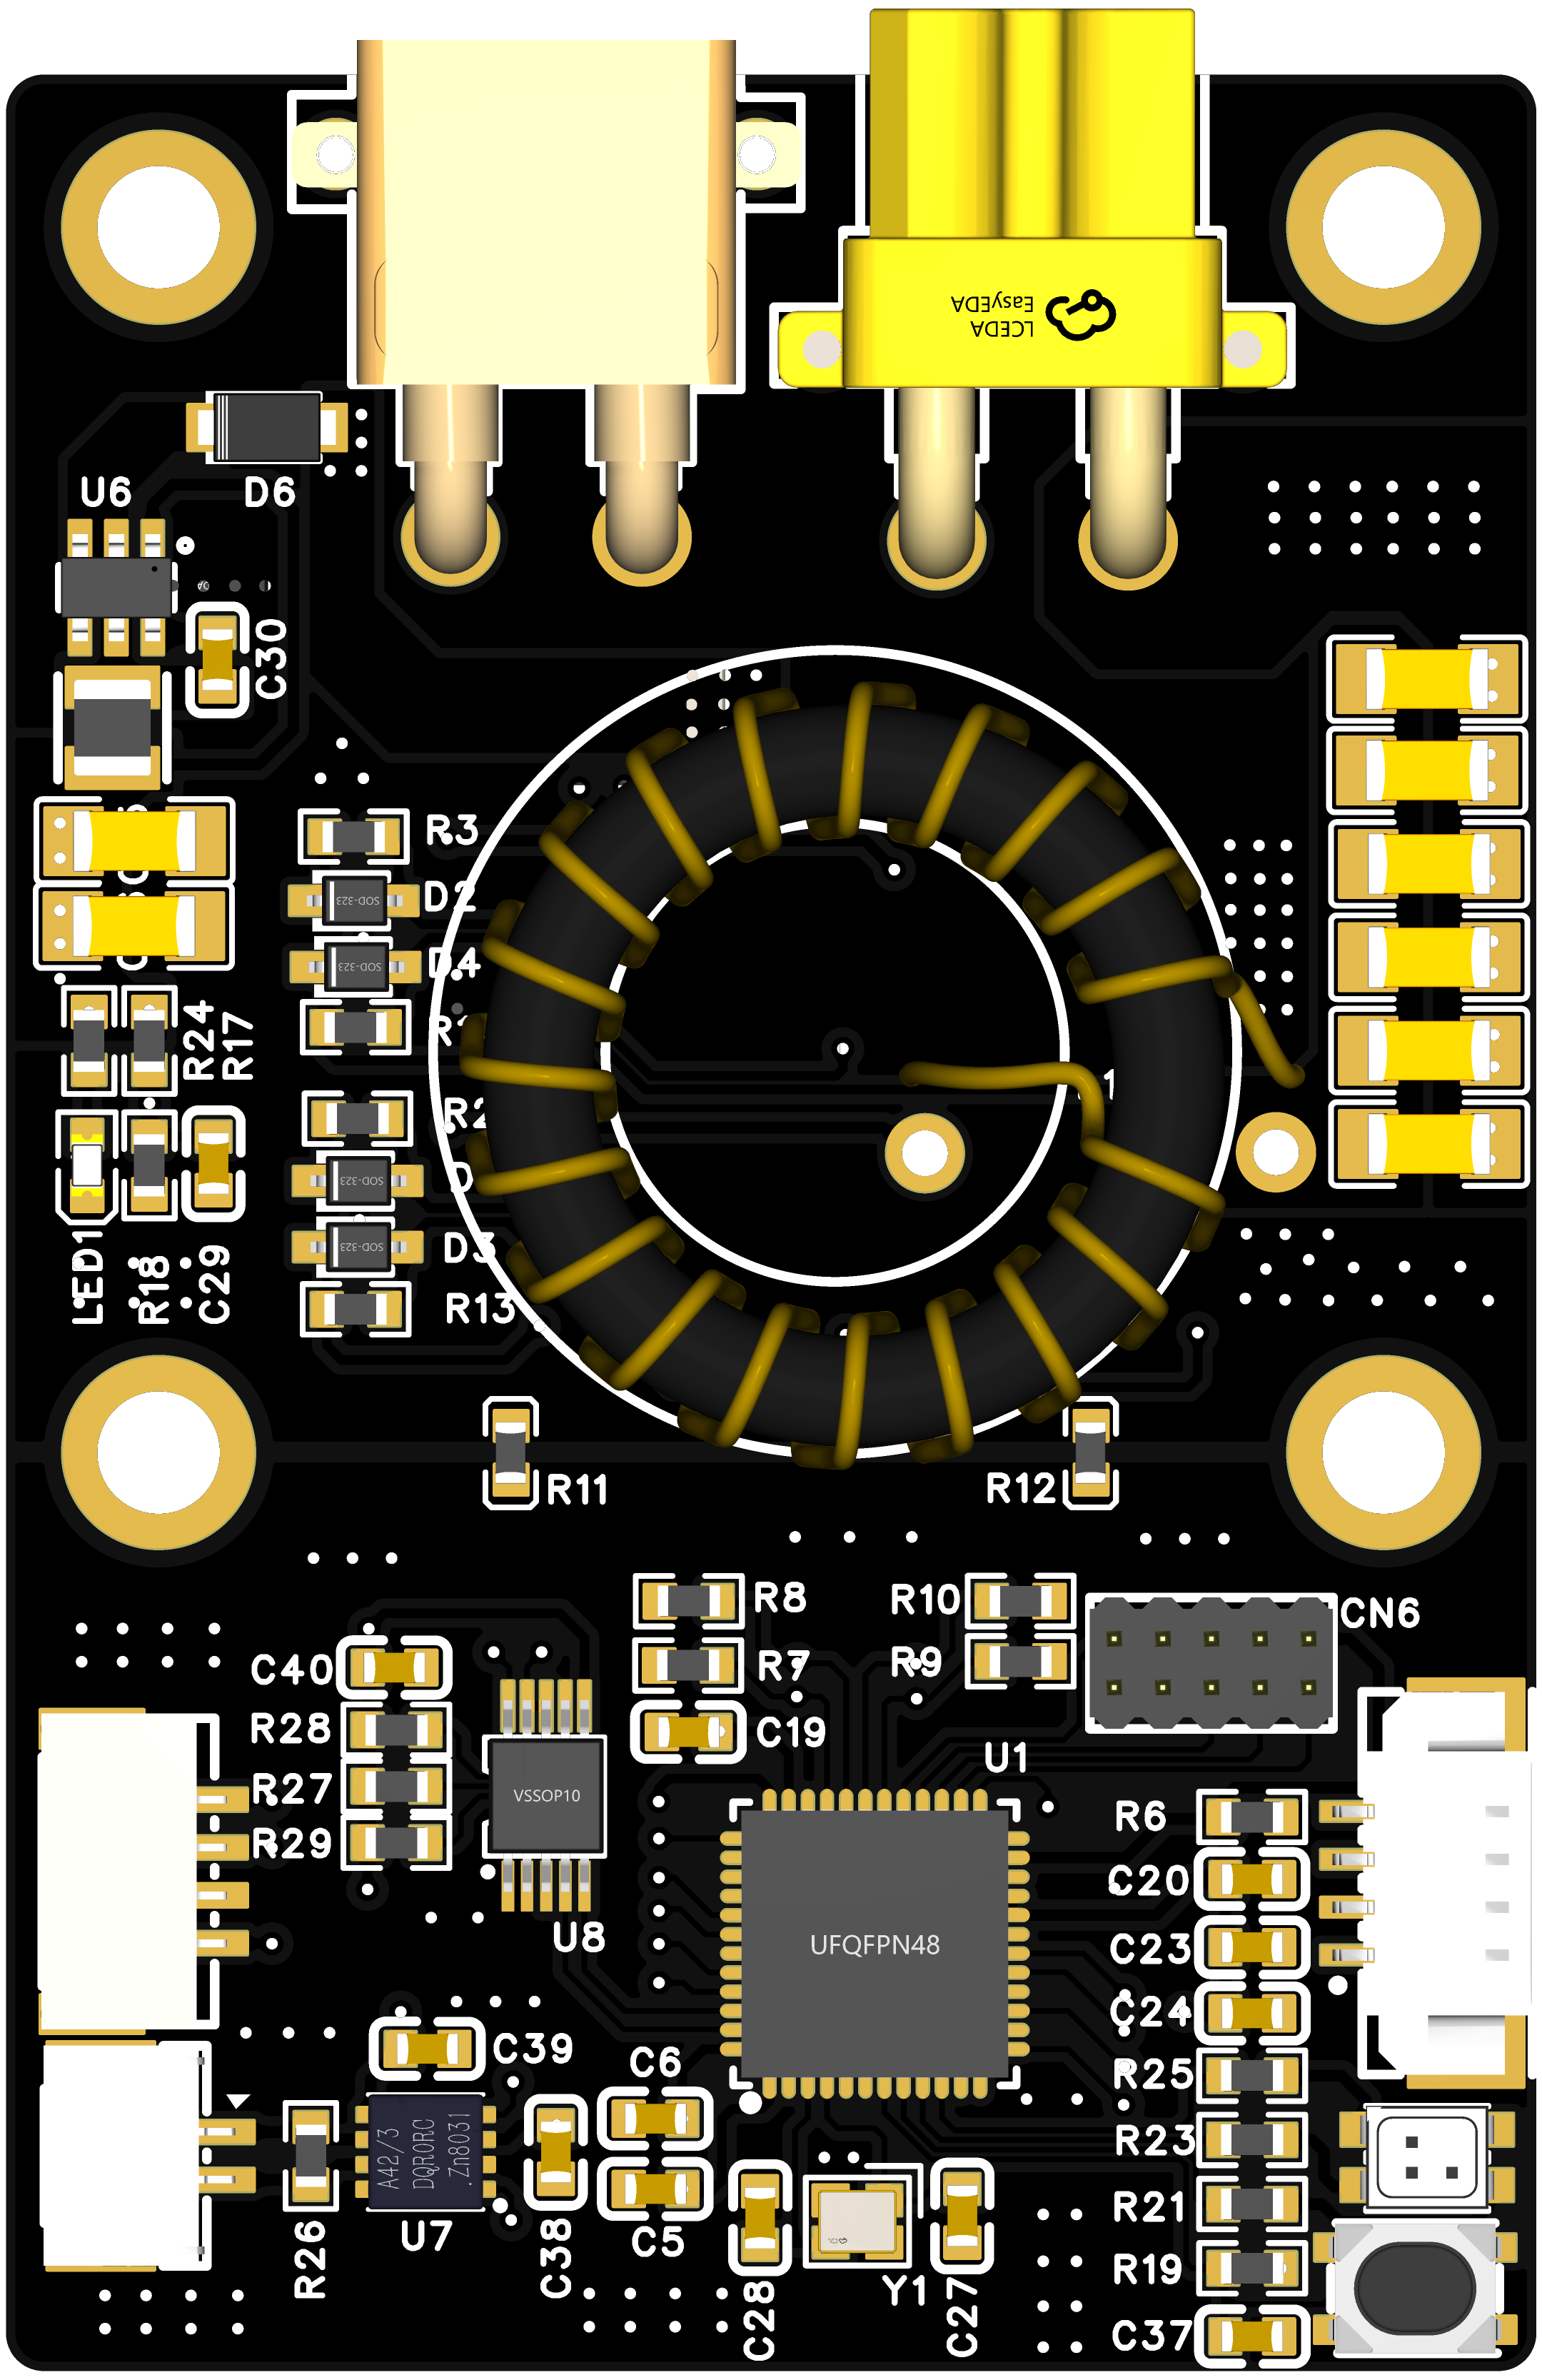 LCEDA
EasyEDA
U6
D6
C30
R3
D2
SOD-323
D4
SOD-323
R24
R17
R2
SOD-323
D3
SOD-323
R13
LED1
R18
C29
R11
R12
R8
R10
CN6
C40
R7
R9
R28
C19
U1
R27
VSSOP10
R29
R6
C20
U8
UFQFPN48
C23
C24
C39
C6
R25
A42/3
DQRORC
.Zn8031
R23
R26
U7
C38
C5
R21
C28
Y1
C27
R19
C37